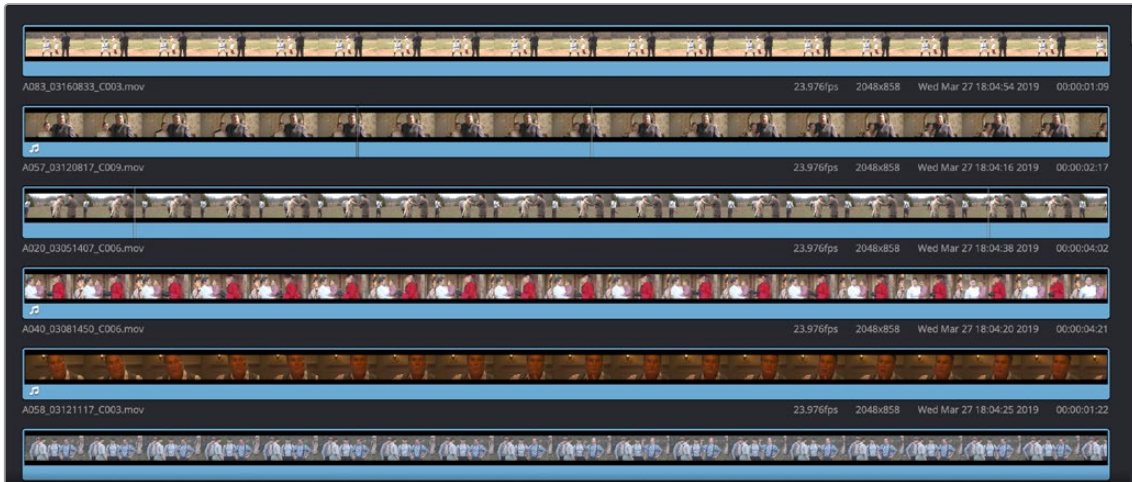 A083_03160833_C003.mov 23.976fps 2048x858 Wed Mar 27 18:04:54 2019 00:00:01:09
A057_03120817_C009.mov 23.976fps 2048x858 Wed Mar 27 18:04:16 2019 00:00:02:17
A020_03051407_C006.mov 23.976fps 2048x858 Wed Mar 27 18:04:38 2019 00:00:04:02
A040_03081450_C006.mov 23.976fps 2048x858 Wed Mar 27 18:04:20 2019 00:00:04:21
A058_03121117_C003.mov 23.976fps 2048x858 Wed Mar 27 18:04:25 2019 00:00:01:22